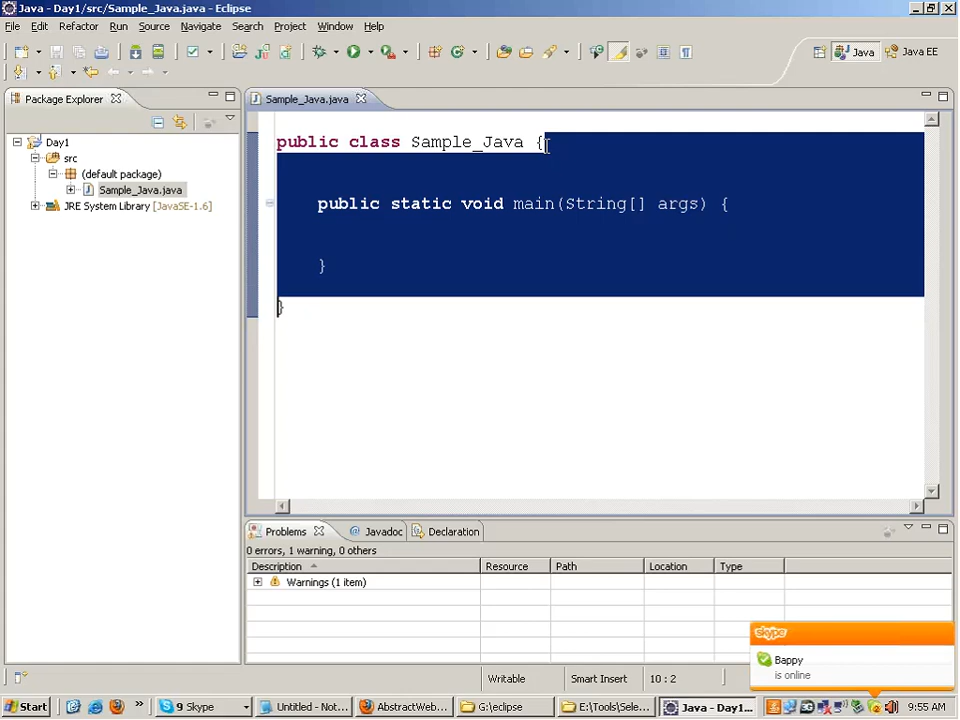 Java - Day1/src/Sample_Java.java - Eclipse
File Edit Refactor Run Source Navigate Search Project Window Help
Java Java EE
Package Explorer
Sample_Java.java
Day1
src
(default package)
Sample_Java.java
JRE System Library [JavaSE-1.6]
public class Sample_Java {
public static void main(String[] args) {
}
}
Problems @ Javadoc Declaration
0 errors, 1 warning, 0 others
Description Resource Path Location Type
Warnings (1 item)
skype
Bappy
is online
Writable Smart Insert 10 : 2
Start » 9 Skype Untitled - Not... AbstractWeb... G:\eclipse E:\Tools\Sele... Java - Day1... 9:55 AM